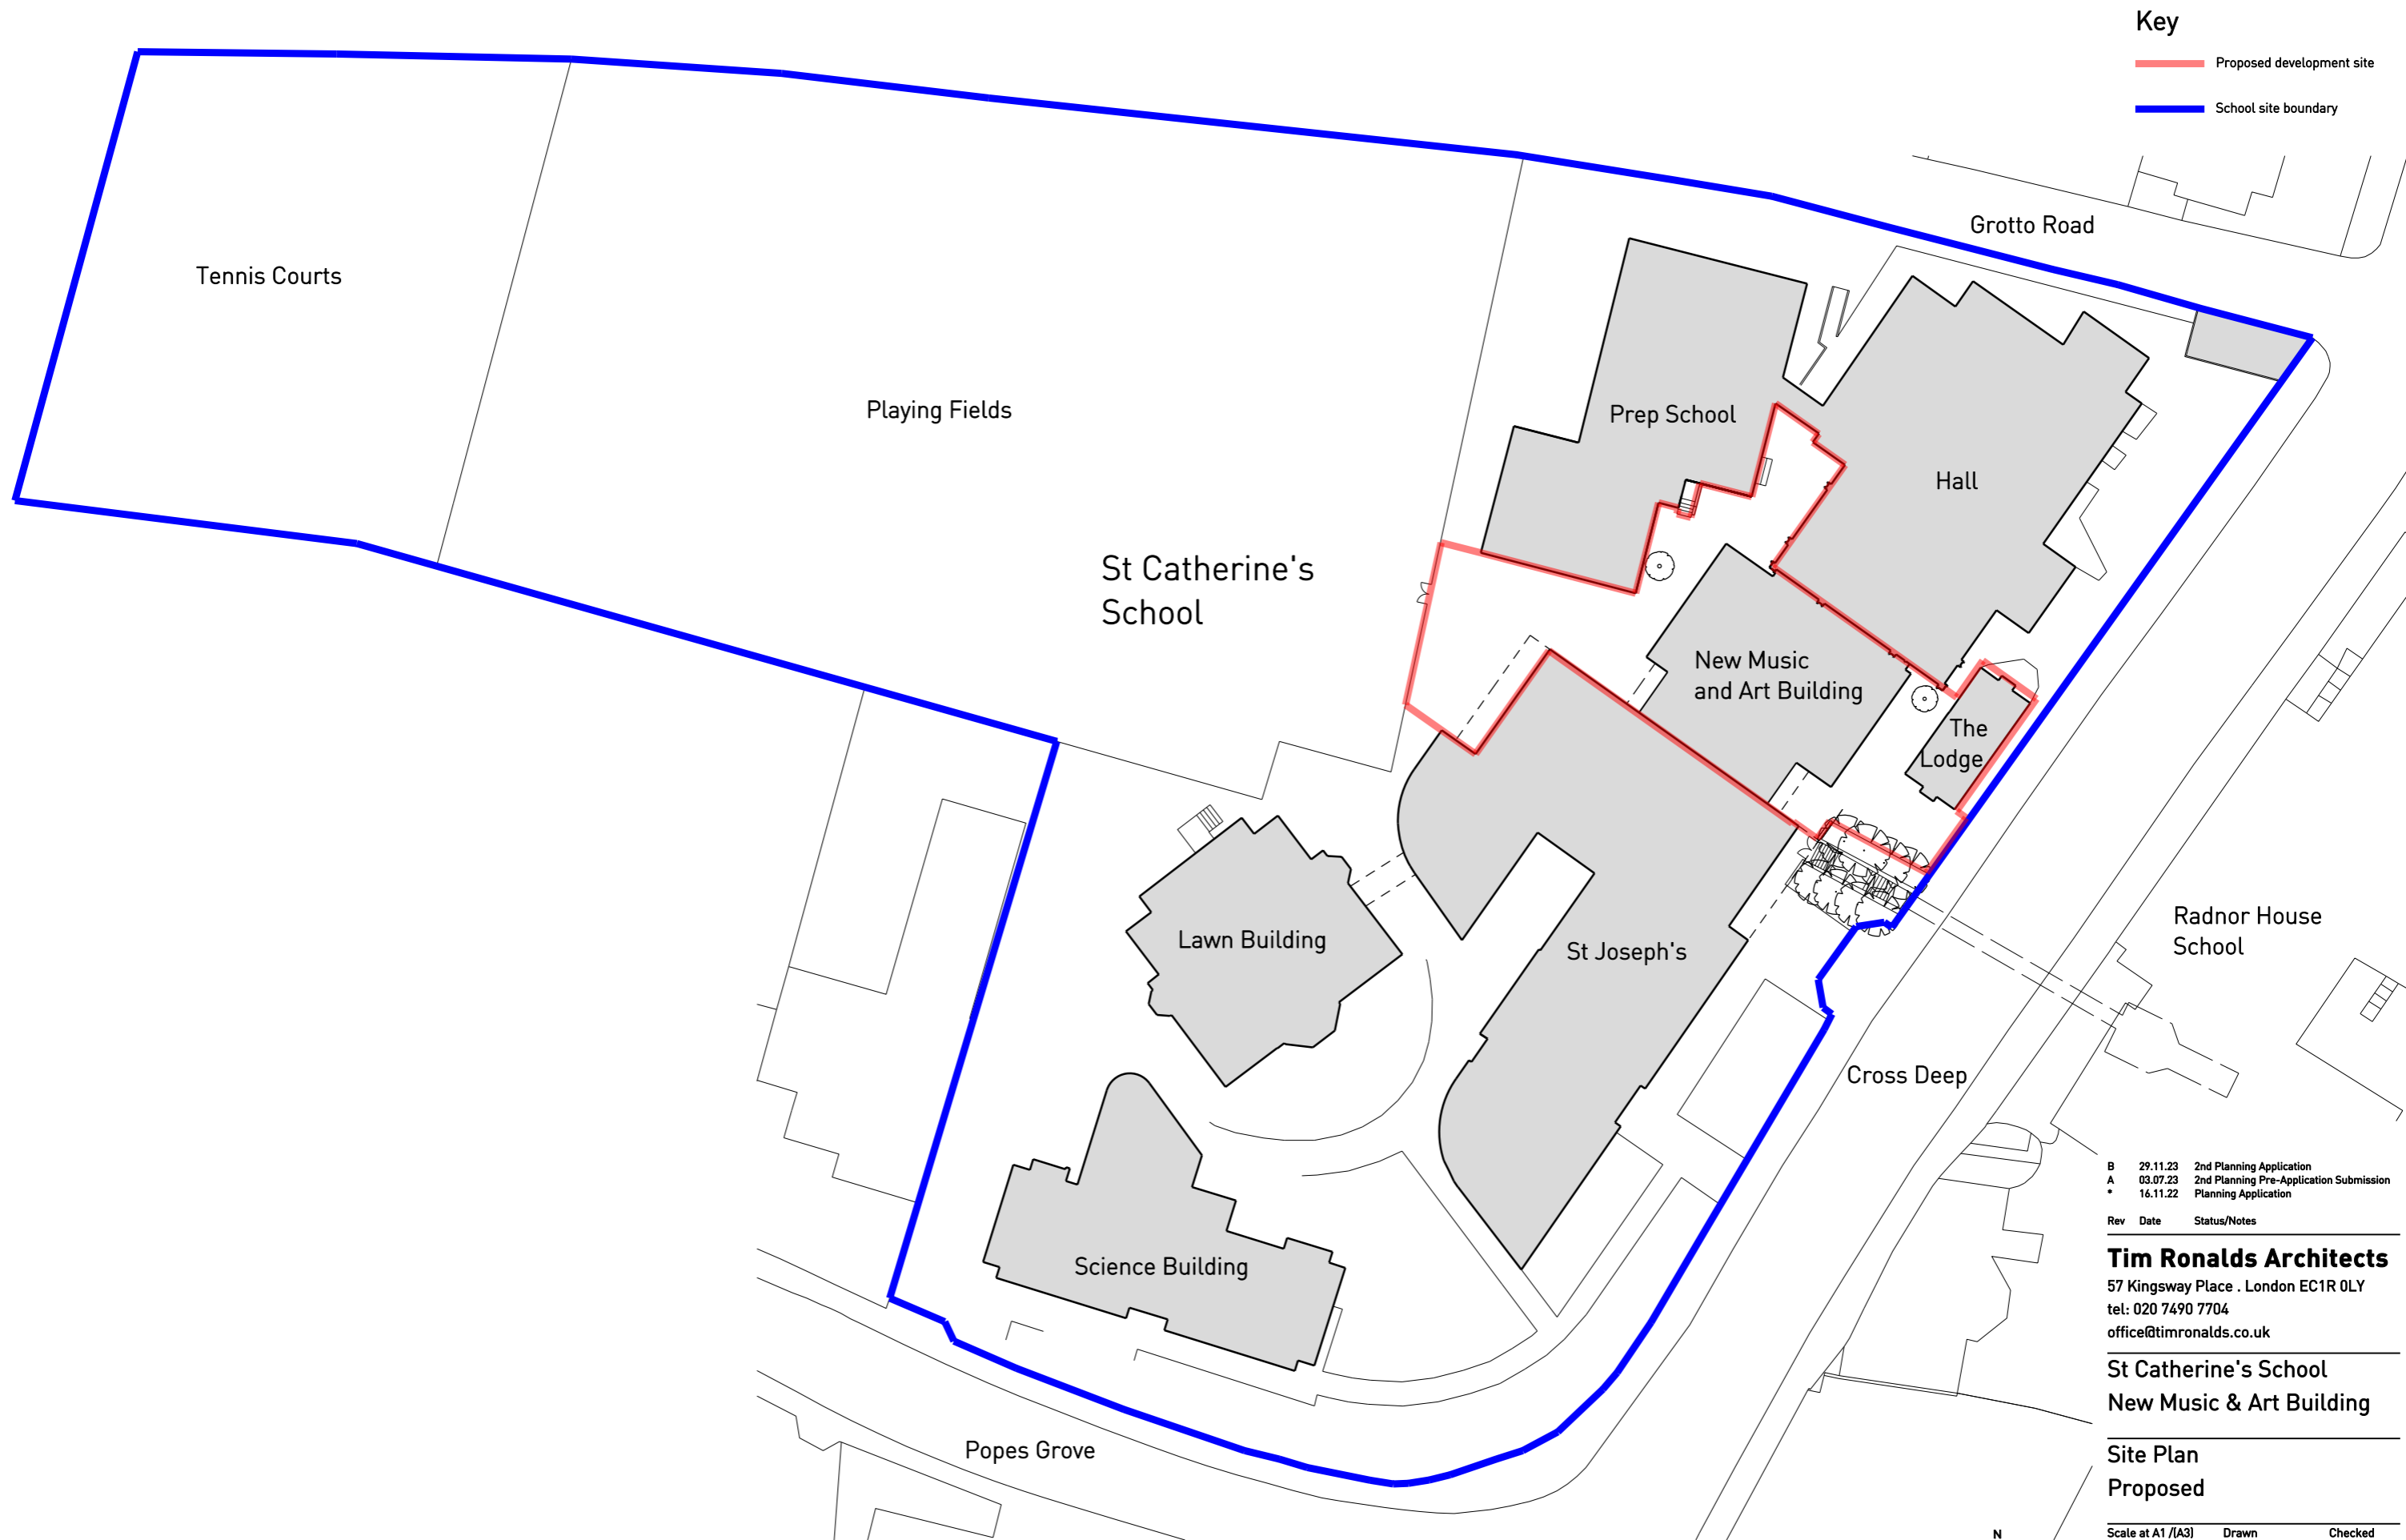 Key
Proposed development site
School site boundary
Grotto Road
Tennis Courts
Playing Fields
Prep School
Hall
St Catherine's
School
New Music
and Art Building
The
Lodge
Radnor House
School
Lawn Building
St Joseph's
Cross Deep
Science Building
Popes Grove
B 29.11.23 2nd Planning Application
A 03.07.23 2nd Planning Pre-Application Submission
* 16.11.22 Planning Application
Rev Date Status/Notes
Tim Ronalds Architects
57 Kingsway Place . London EC1R 0LY
tel: 020 7490 7704
office@timronalds.co.uk
St Catherine's School
New Music & Art Building
Site Plan
Proposed
N
Scale at A1 /(A3) Drawn Checked